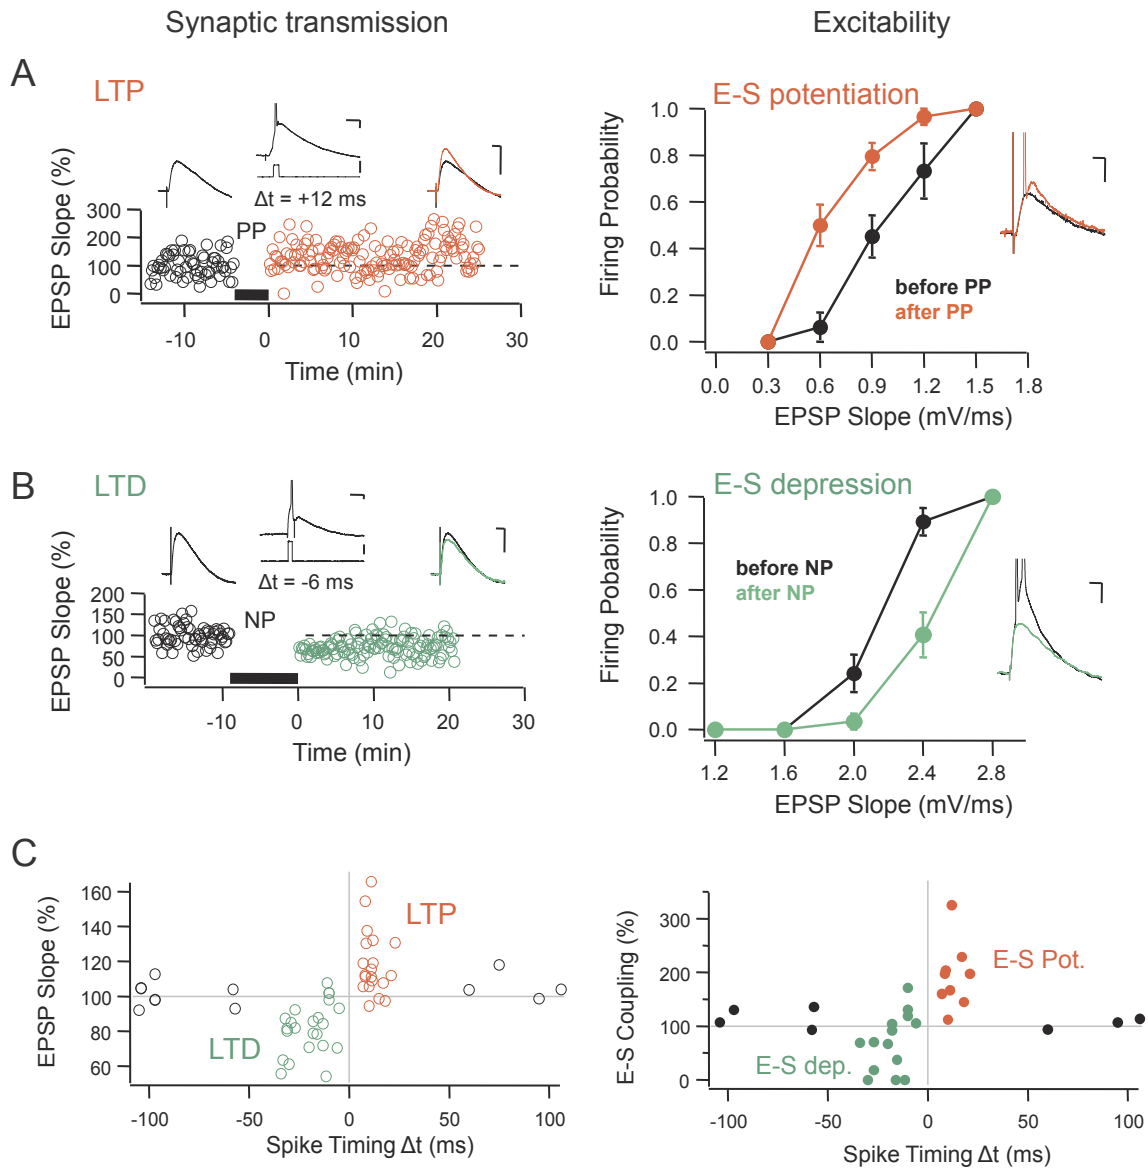 Synaptic transmission
Excitability
A
LTP
Δt = +12 ms
PP
EPSP Slope (%)
300
200
100
0
-10
0
10
20
30
Time (min)
E-S potentiation
Firing Probability
1.0
0.8
0.6
0.4
0.2
0.0
before PP
after PP
0.0
0.3
0.6
0.9
1.2
1.5
1.8
EPSP Slope (mV/ms)
B
LTD
Δt = -6 ms
NP
EPSP Slope (%)
200
150
100
50
0
-10
0
10
20
30
Time (min)
E-S depression
Firing Pobability
1.0
0.8
0.6
0.4
0.2
0.0
before NP
after NP
1.2
1.6
2.0
2.4
2.8
EPSP Slope (mV/ms)
C
EPSP Slope (%)
160
140
120
100
80
60
LTP
LTD
-100
-50
0
50
100
Spike Timing Δt (ms)
E-S Coupling (%)
300
200
100
0
E-S Pot.
E-S dep.
-100
-50
0
50
100
Spike Timing Δt (ms)